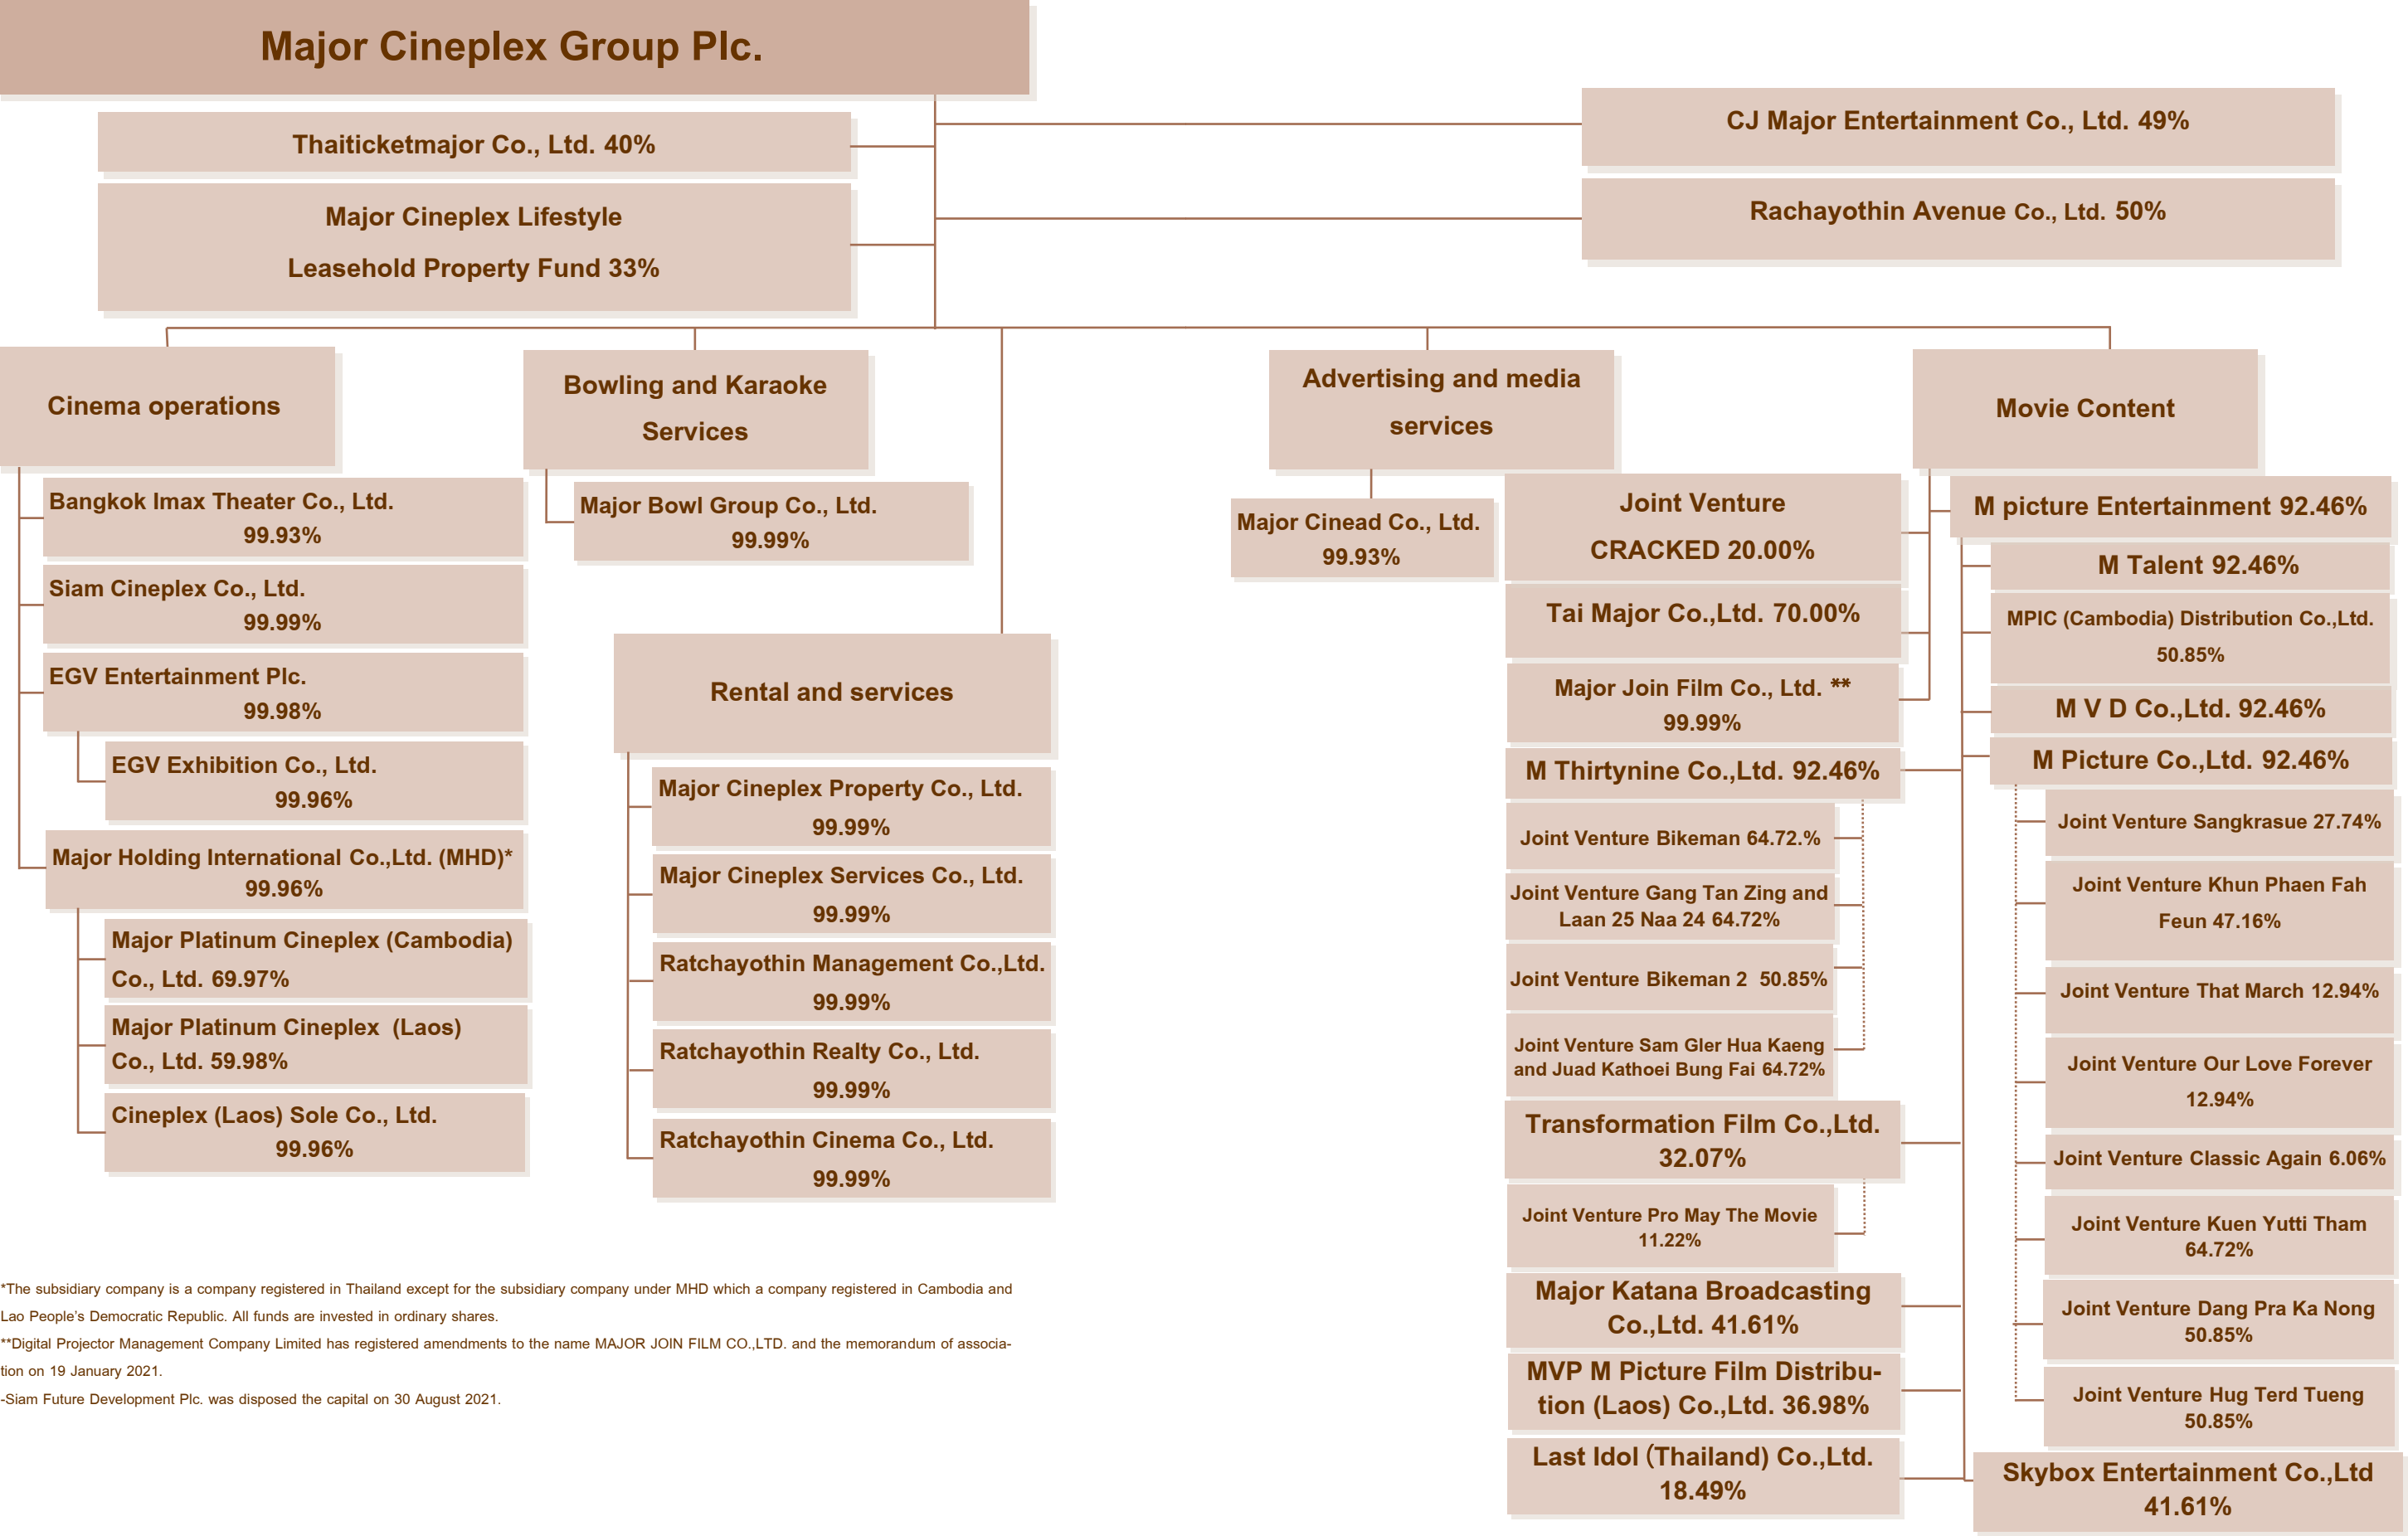 Major Cineplex Group Plc.
Thaiticketmajor Co., Ltd. 40%
Major Cineplex Lifestyle
Leasehold Property Fund 33%
CJ Major Entertainment Co., Ltd. 49%
Rachayothin Avenue Co., Ltd. 50%
Cinema operations
Bangkok Imax Theater Co., Ltd.
99.93%
Siam Cineplex Co., Ltd.
99.99%
EGV Entertainment Plc.
99.98%
EGV Exhibition Co., Ltd.
99.96%
Major Holding International Co.,Ltd. (MHD)*
99.96%
Major Platinum Cineplex (Cambodia)
Co., Ltd. 69.97%
Major Platinum Cineplex (Laos)
Co., Ltd. 59.98%
Cineplex (Laos) Sole Co., Ltd.
99.96%
Bowling and Karaoke
Services
Major Bowl Group Co., Ltd.
99.99%
Rental and services
Major Cineplex Property Co., Ltd.
99.99%
Major Cineplex Services Co., Ltd.
99.99%
Ratchayothin Management Co.,Ltd.
99.99%
Ratchayothin Realty Co., Ltd.
99.99%
Ratchayothin Cinema Co., Ltd.
99.99%
Advertising and media
services
Major Cinead Co., Ltd.
99.93%
Movie Content
Joint Venture
CRACKED 20.00%
Tai Major Co.,Ltd. 70.00%
Major Join Film Co., Ltd. **
99.99%
M Thirtynine Co.,Ltd. 92.46%
Joint Venture Bikeman 64.72.%
Joint Venture Gang Tan Zing and
Laan 25 Naa 24 64.72%
Joint Venture Bikeman 2 50.85%
Joint Venture Sam Gler Hua Kaeng
and Juad Kathoei Bung Fai 64.72%
Transformation Film Co.,Ltd.
32.07%
Joint Venture Pro May The Movie
11.22%
Major Katana Broadcasting
Co.,Ltd. 41.61%
MVP M Picture Film Distribu-
tion (Laos) Co.,Ltd. 36.98%
Last Idol (Thailand) Co.,Ltd.
18.49%
M picture Entertainment 92.46%
M Talent 92.46%
MPIC (Cambodia) Distribution Co.,Ltd.
50.85%
M V D Co.,Ltd. 92.46%
M Picture Co.,Ltd. 92.46%
Joint Venture Sangkrasue 27.74%
Joint Venture Khun Phaen Fah
Feun 47.16%
Joint Venture That March 12.94%
Joint Venture Our Love Forever
12.94%
Joint Venture Classic Again 6.06%
Joint Venture Kuen Yutti Tham
64.72%
Joint Venture Dang Pra Ka Nong
50.85%
Joint Venture Hug Terd Tueng
50.85%
Skybox Entertainment Co.,Ltd
41.61%
*The subsidiary company is a company registered in Thailand except for the subsidiary company under MHD which a company registered in Cambodia and
Lao People's Democratic Republic. All funds are invested in ordinary shares.
**Digital Projector Management Company Limited has registered amendments to the name MAJOR JOIN FILM CO.,LTD. and the memorandum of associa-
tion on 19 January 2021.
-Siam Future Development Plc. was disposed the capital on 30 August 2021.